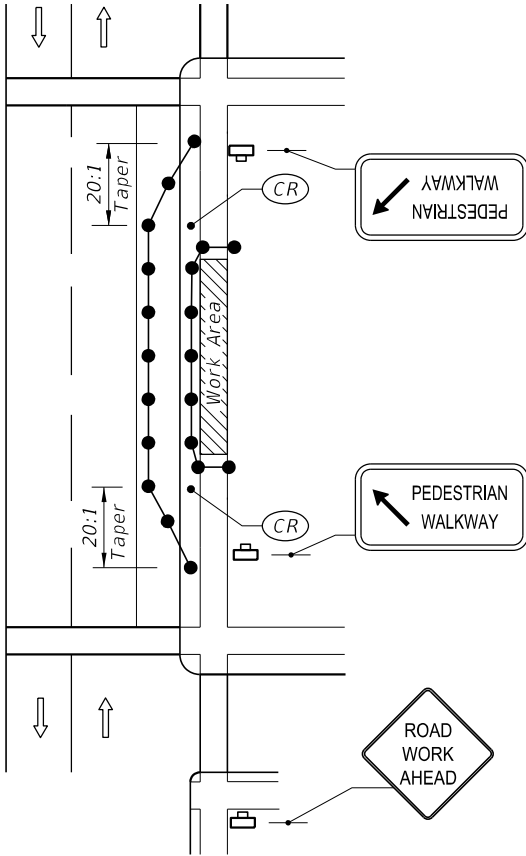 20:1
Taper
CR
PEDESTRIAN
WALKWAY
Work Area
20:1
Taper
CR
PEDESTRIAN
WALKWAY
ROAD
WORK
AHEAD